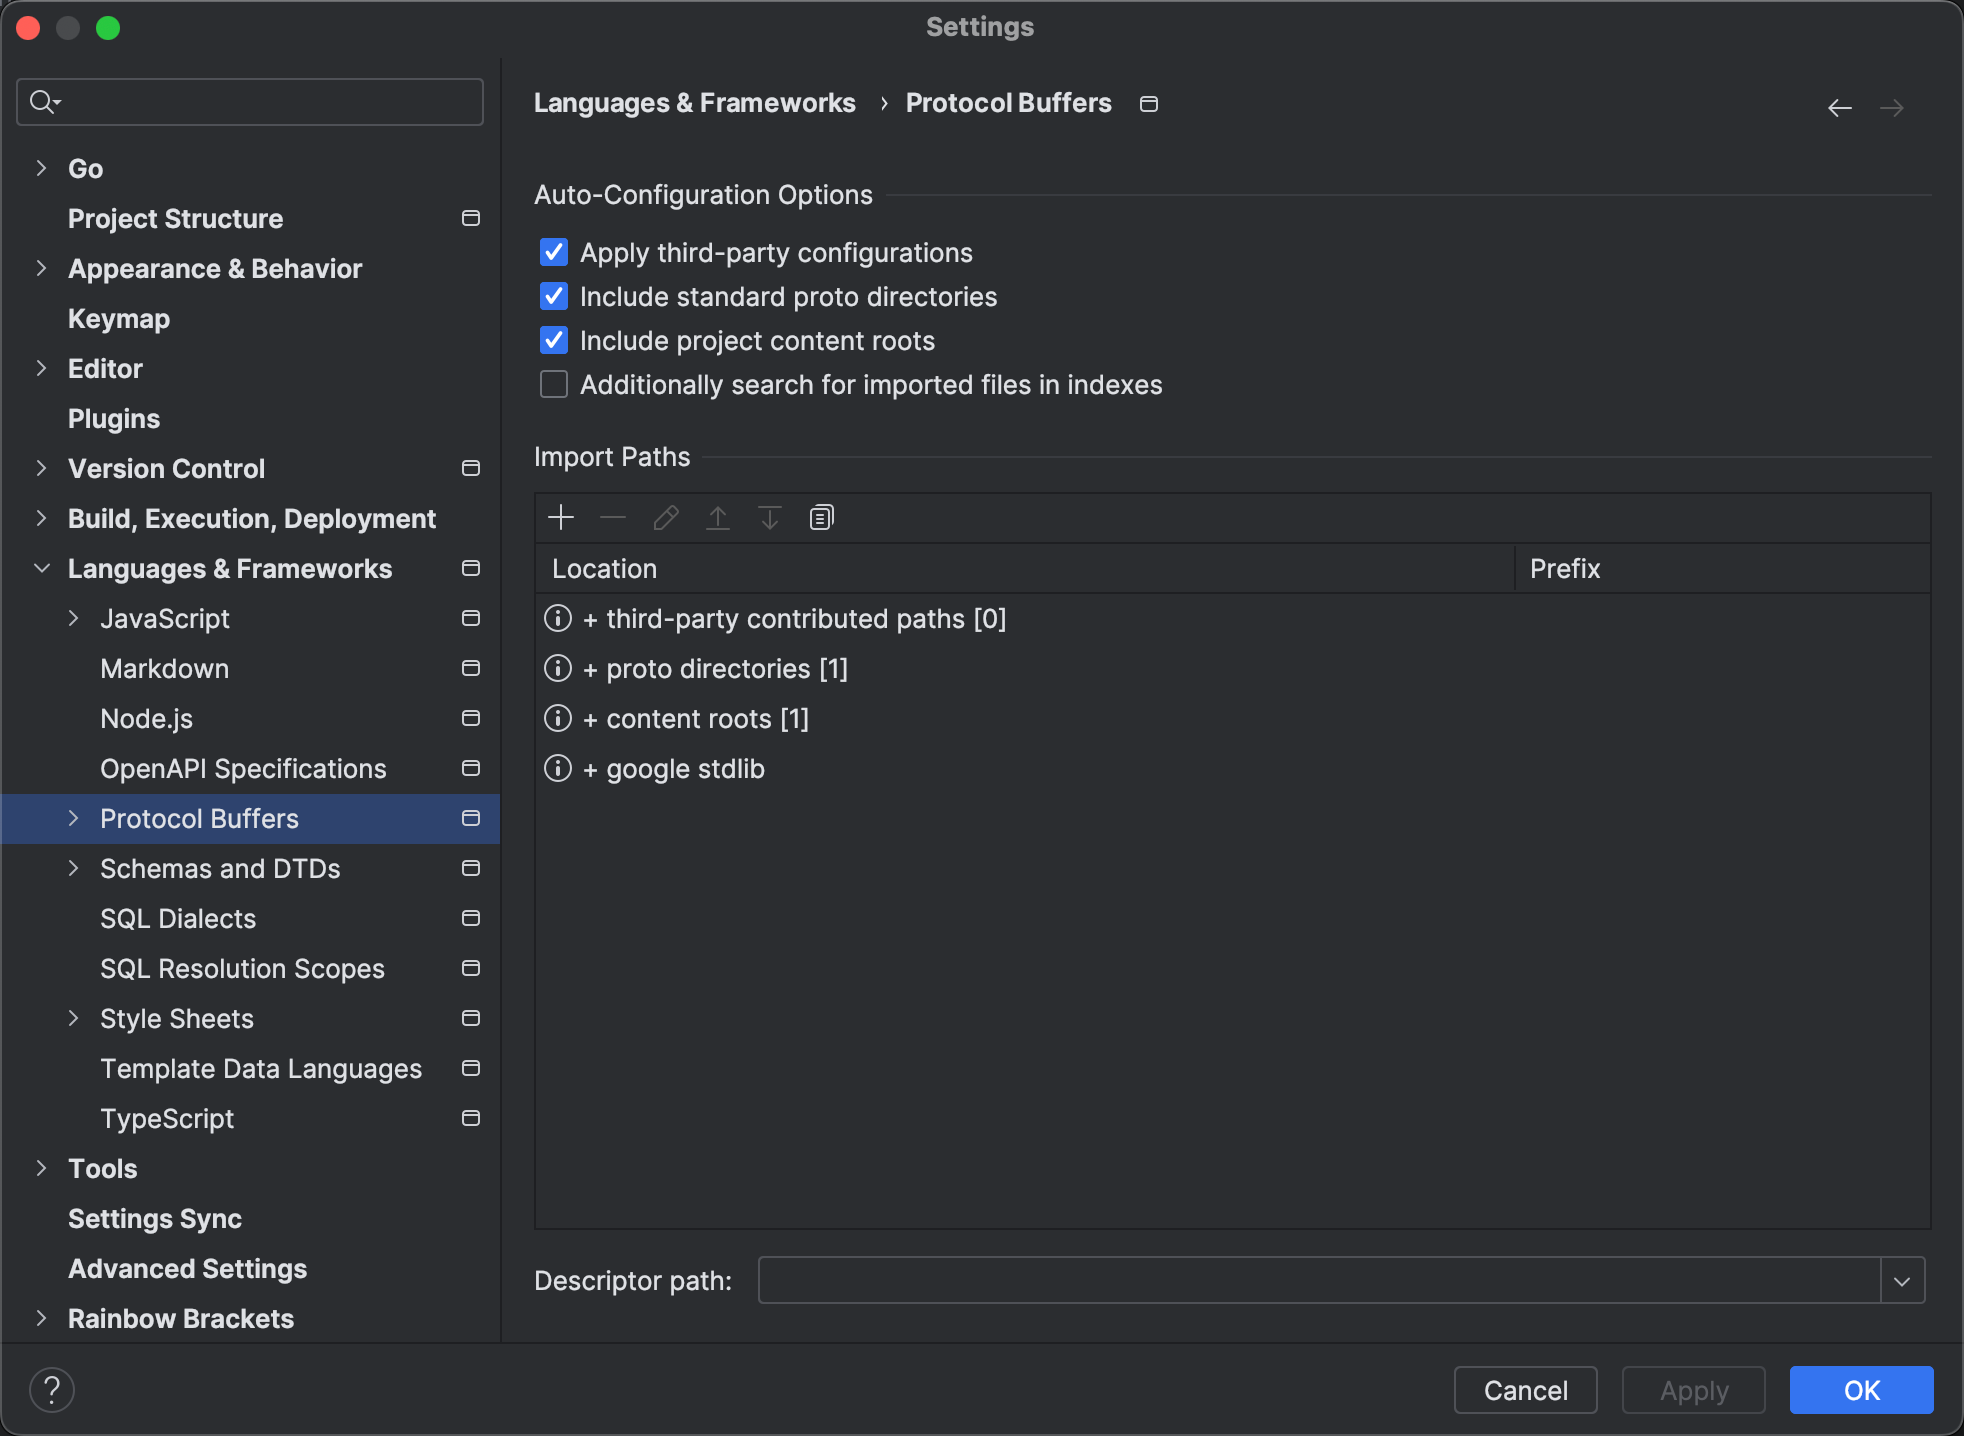 Settings
Go
Project Structure
Appearance & Behavior
Keymap
Editor
Plugins
Version Control
Build, Execution, Deployment
Languages & Frameworks
JavaScript
Markdown
Node.js
OpenAPI Specifications
Protocol Buffers
Schemas and DTDs
SQL Dialects
SQL Resolution Scopes
Style Sheets
Template Data Languages
TypeScript
Tools
Settings Sync
Advanced Settings
Rainbow Brackets
Languages & Frameworks › Protocol Buffers
Auto-Configuration Options
Apply third-party configurations
Include standard proto directories
Include project content roots
Additionally search for imported files in indexes
Import Paths
Location Prefix
+ third-party contributed paths [0]
+ proto directories [1]
+ content roots [1]
+ google stdlib
Descriptor path:
? Cancel Apply OK